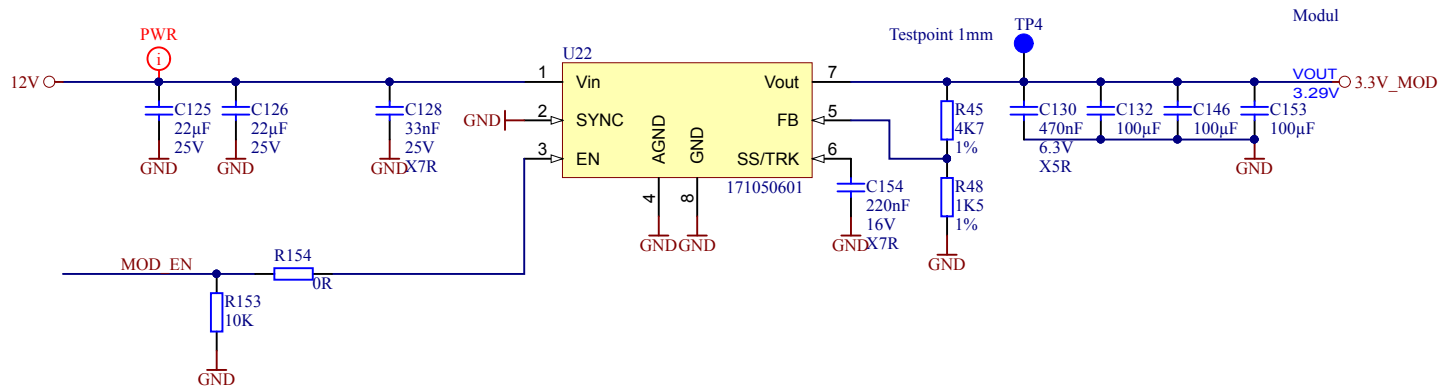 Modul
TP4
Testpoint 1mm
PWR
i
U22
12V
1
Vin
Vout
7
VOUT
3.29V
3.3V_MOD
C125
22µF
25V
GND
C126
22µF
25V
GND
C128
33nF
25V
X7R
GND
GND
2
SYNC
FB
5
3
EN
SS/TRK
6
AGND
GND
4
8
171050601
GND
GND
C154
220nF
16V
X7R
GND
R45
4K7
1%
R48
1K5
1%
GND
C130
470nF
6.3V
X5R
C132
100µF
C146
100µF
C153
100µF
GND
MOD_EN
R154
0R
R153
10K
GND